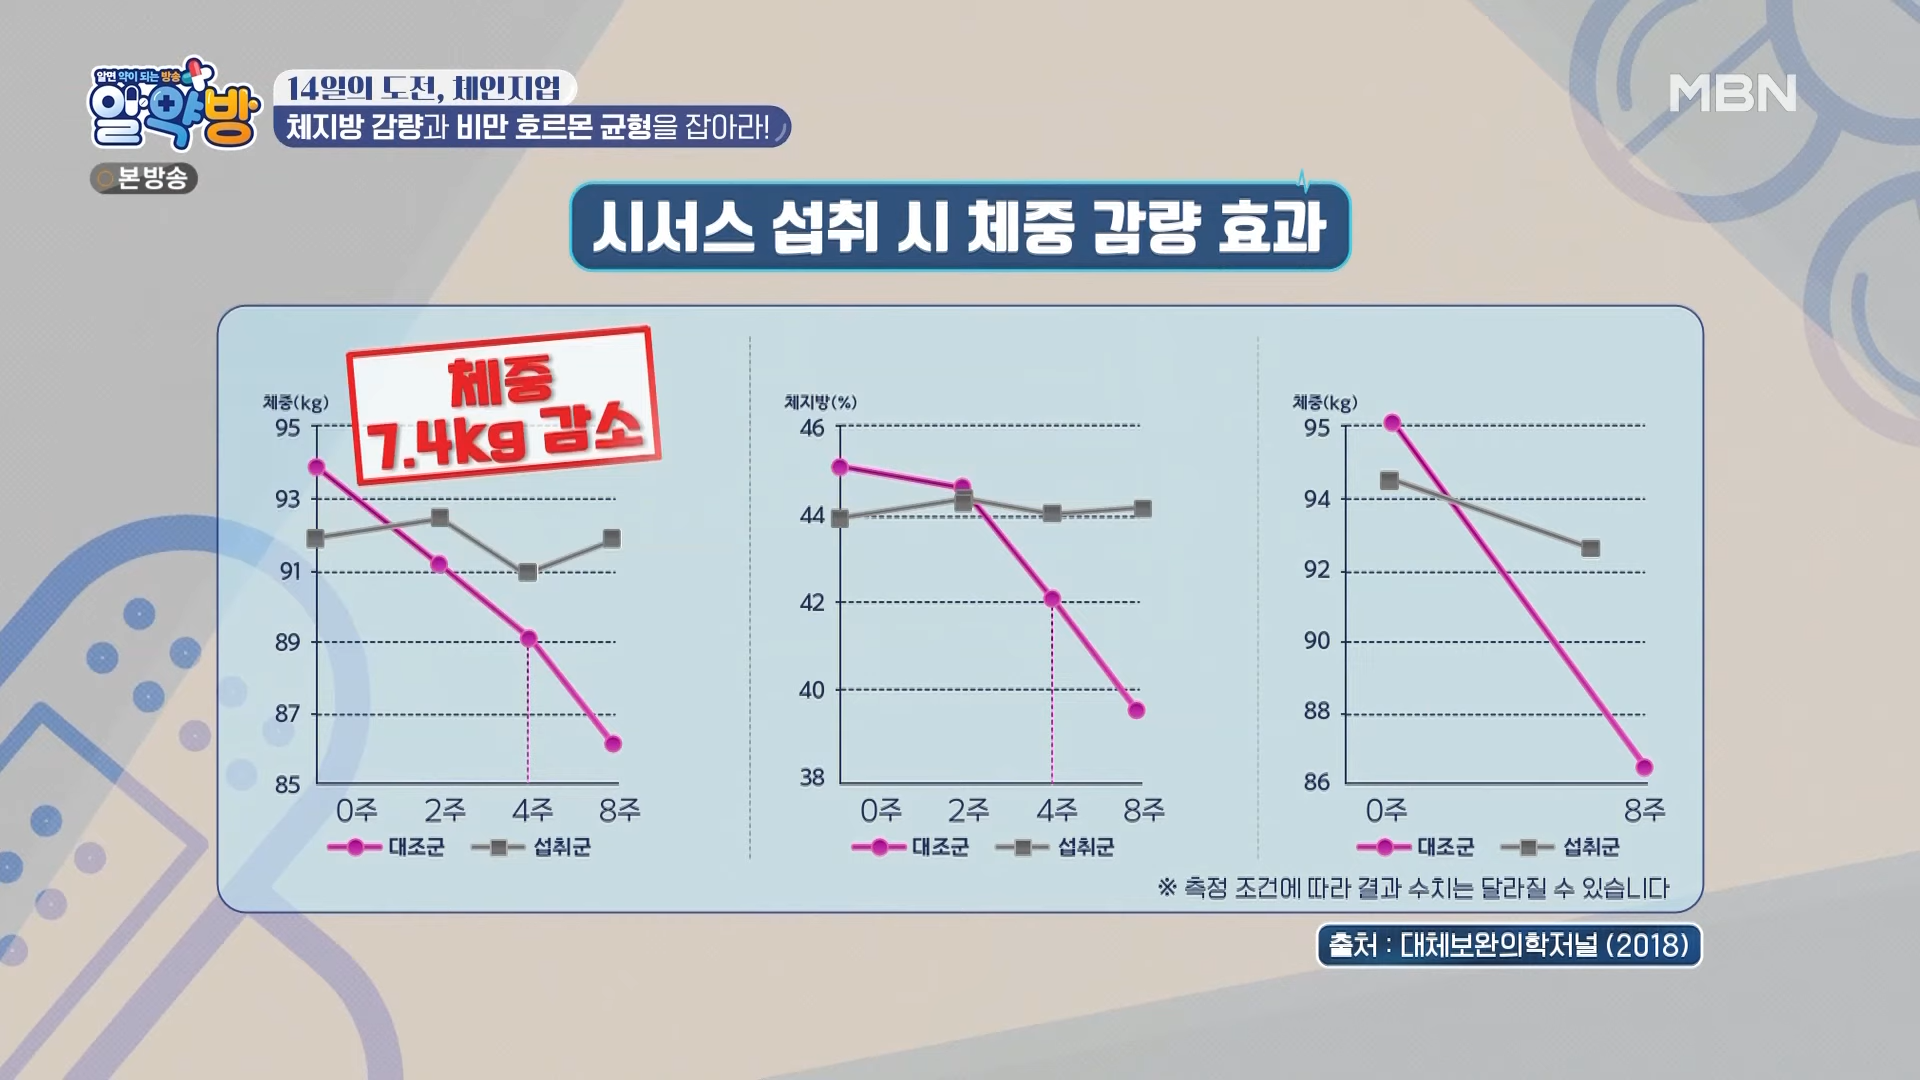 알면 약이 되는 방송
알약방
14일의 도전, 체인지업
체지방 감량과 비만 호르몬 균형을 잡아라!
본방송
MBN
시서스 섭취 시 체중 감량 효과
체중
7.4kg 감소
체중(kg)
95
93
91
89
87
85
0주 2주 4주 8주
대조군 섭취군
체지방(%)
46
44
42
40
38
0주 2주 4주 8주
대조군 섭취군
체중(kg)
95
94
92
90
88
86
0주 8주
대조군 섭취군
※ 측정 조건에 따라 결과 수치는 달라질 수 있습니다
출처 : 대체보완의학저널 (2018)